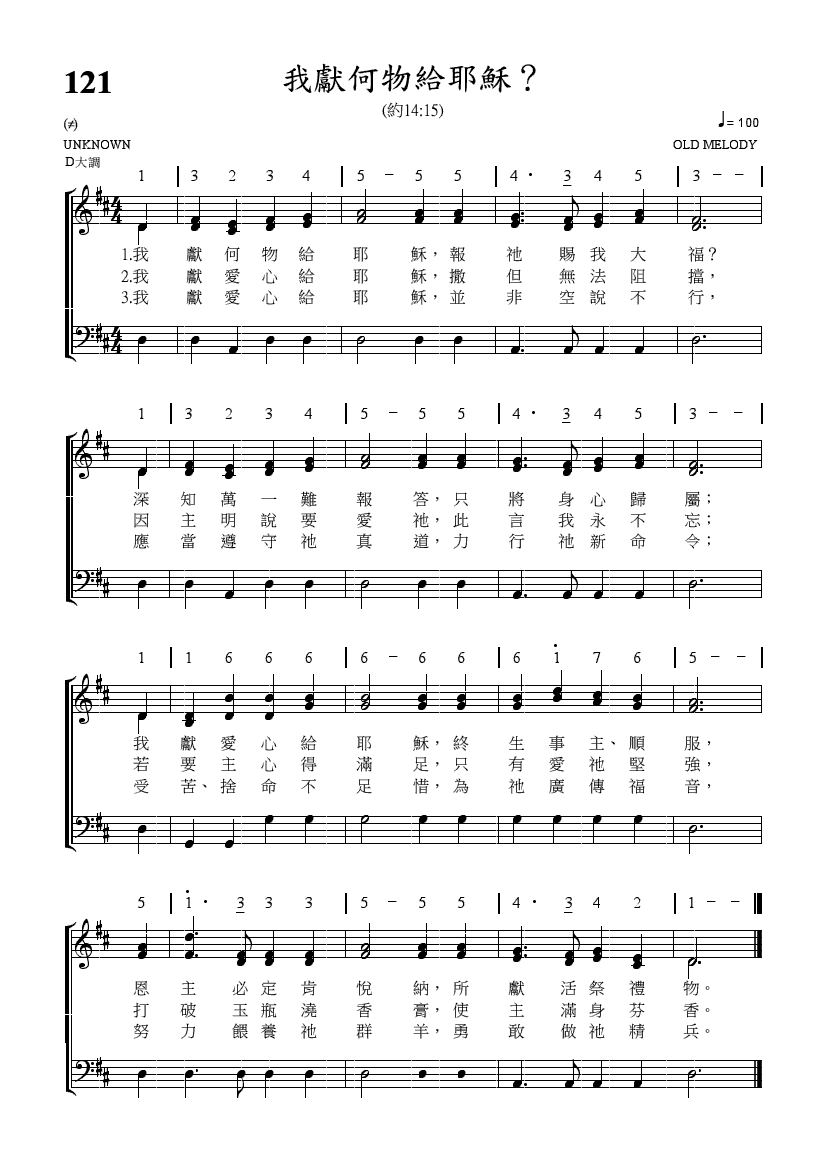 121
我獻何物給耶穌？
(約14:15)
(≠)
♩= 100
UNKNOWN
OLD MELODY
D大調
1 | 3 2 3 4 | 5 - 5 5 | 4· 3 4 5 | 3 - - |
4/4
1.我 獻 何 物 給 耶 穌，報 祂 賜 我 大 福？
2.我 獻 愛 心 給 耶 穌，撒 但 無 法 阻 擋，
3.我 獻 愛 心 給 耶 穌，並 非 空 說 不 行，
4/4
1 | 3 2 3 4 | 5 - 5 5 | 4· 3 4 5 | 3 - - |
深 知 萬 一 難 報 答，只 將 身 心 歸 屬；
因 主 明 說 要 愛 祂，此 言 我 永 不 忘；
應 當 遵 守 祂 真 道，力 行 祂 新 命 令；
1 | 1 6 6 6 | 6 - 6 6 | 6 1̇ 7 6 | 5 - - |
我 獻 愛 心 給 耶 穌，終 生 事 主、順 服，
若 要 主 心 得 滿 足，只 有 愛 祂 堅 強，
受 苦、捨 命 不 足 惜，為 祂 廣 傳 福 音，
5 | 1̇· 3 3 3 | 5 - 5 5 | 4· 3 4 2 | 1 - - ‖
恩 主 必 定 肯 悅 納，所 獻 活 祭 禮 物。
打 破 玉 瓶 澆 香 膏，使 主 滿 身 芬 香。
努 力 餵 養 祂 群 羊，勇 敢 做 祂 精 兵。